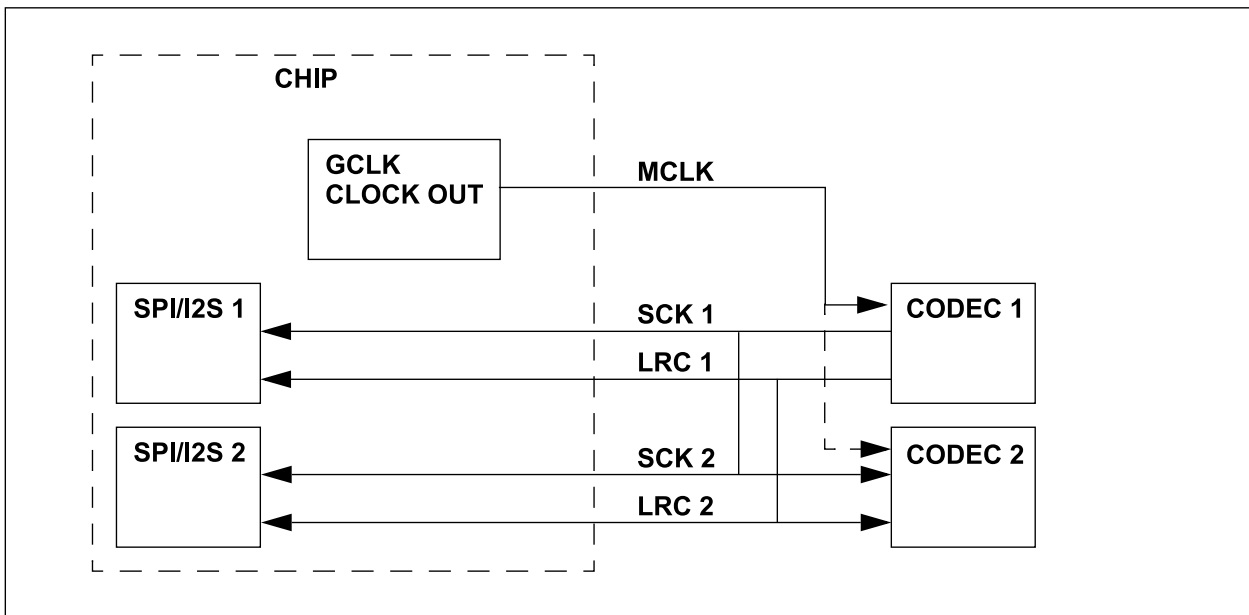 CHIP
GCLK
CLOCK OUT
MCLK
SPI/I2S 1
SCK 1
CODEC 1
LRC 1
SPI/I2S 2
SCK 2
CODEC 2
LRC 2